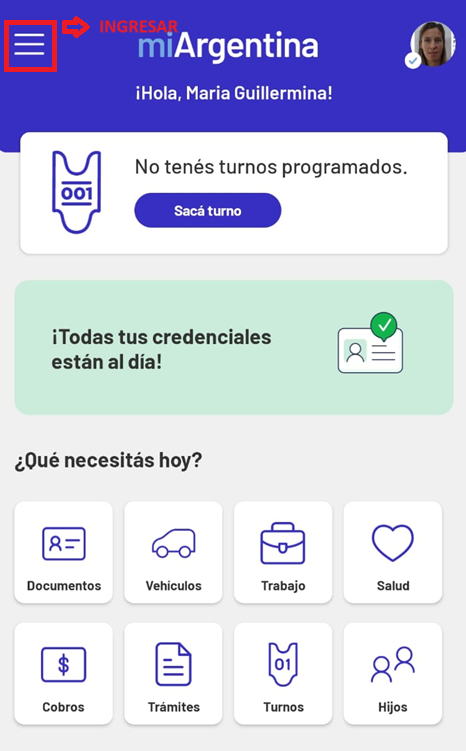 INGRESAR
miArgentina
¡Hola, Maria Guillermina!
001
No tenés turnos programados.
Sacá turno
¡Todas tus credenciales
están al día!
¿Qué necesitás hoy?
Documentos Vehículos Trabajo Salud
$ 01
Cobros Trámites Turnos Hijos